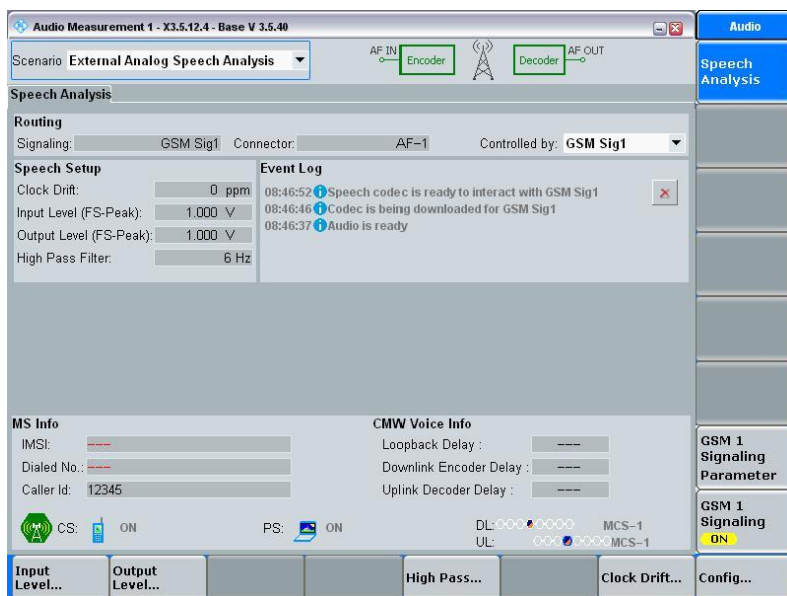 Audio Measurement 1 - X3.5.12.4 - Base V 3.5.40
Audio
Scenario External Analog Speech Analysis
AF IN
Encoder
Decoder
AF OUT
Speech
Analysis
Speech Analysis
Routing
Signaling: GSM Sig1 Connector: AF-1 Controlled by: GSM Sig1
Speech Setup
Clock Drift: 0 ppm
Input Level (FS-Peak): 1.000 V
Output Level (FS-Peak): 1.000 V
High Pass Filter: 6 Hz
Event Log
08:46:52 Speech codec is ready to interact with GSM Sig1
08:46:46 Codec is being downloaded for GSM Sig1
08:46:37 Audio is ready
MS Info
IMSI: ---
Dialed No.: ---
Caller Id: 12345
CMW Voice Info
Loopback Delay : ---
Downlink Encoder Delay : ---
Uplink Decoder Delay : ---
GSM 1
Signaling
Parameter
CS: ON
PS: ON
DL: MCS-1
UL: MCS-1
GSM 1
Signaling
ON
Input
Level...
Output
Level...
High Pass...
Clock Drift...
Config...